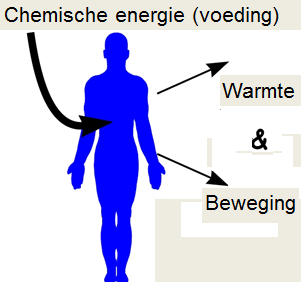 Chemische energie (voeding)
Warmte
&
Beweging